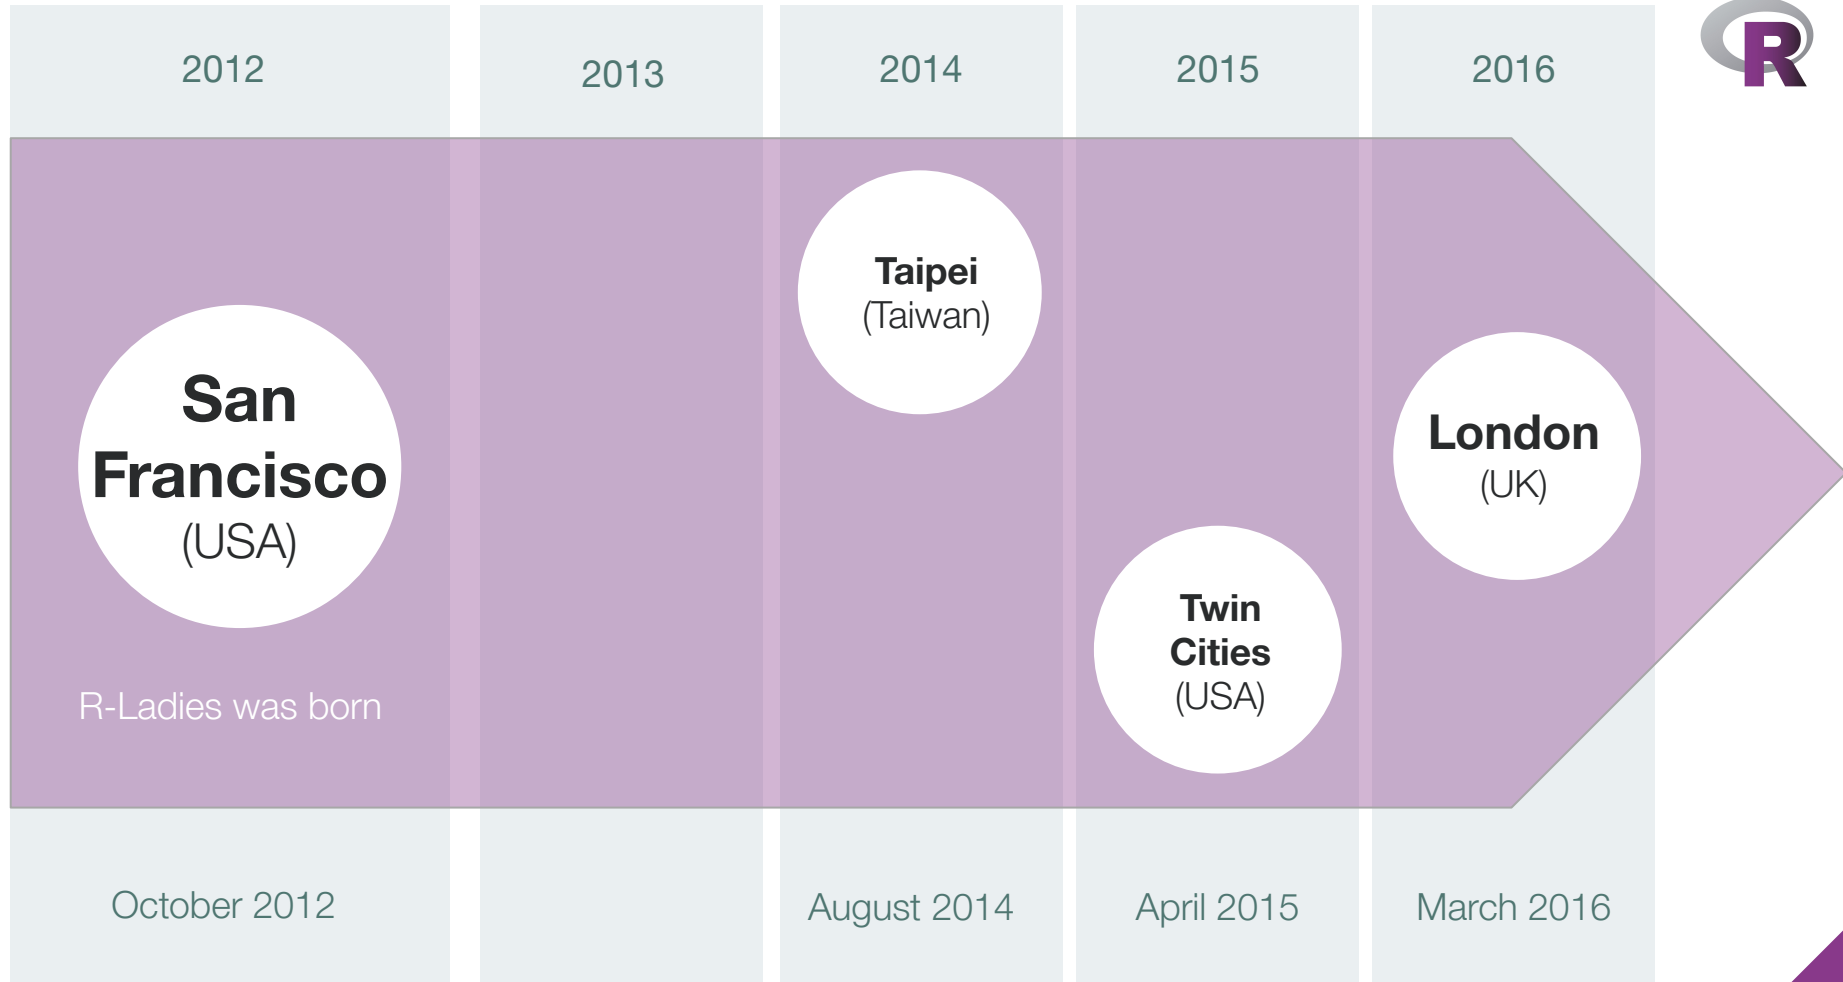 2012
2013
2014
2015
2016
R
San
Francisco
(USA)
R-Ladies was born
Taipei
(Taiwan)
Twin
Cities
(USA)
London
(UK)
October 2012
August 2014
April 2015
March 2016